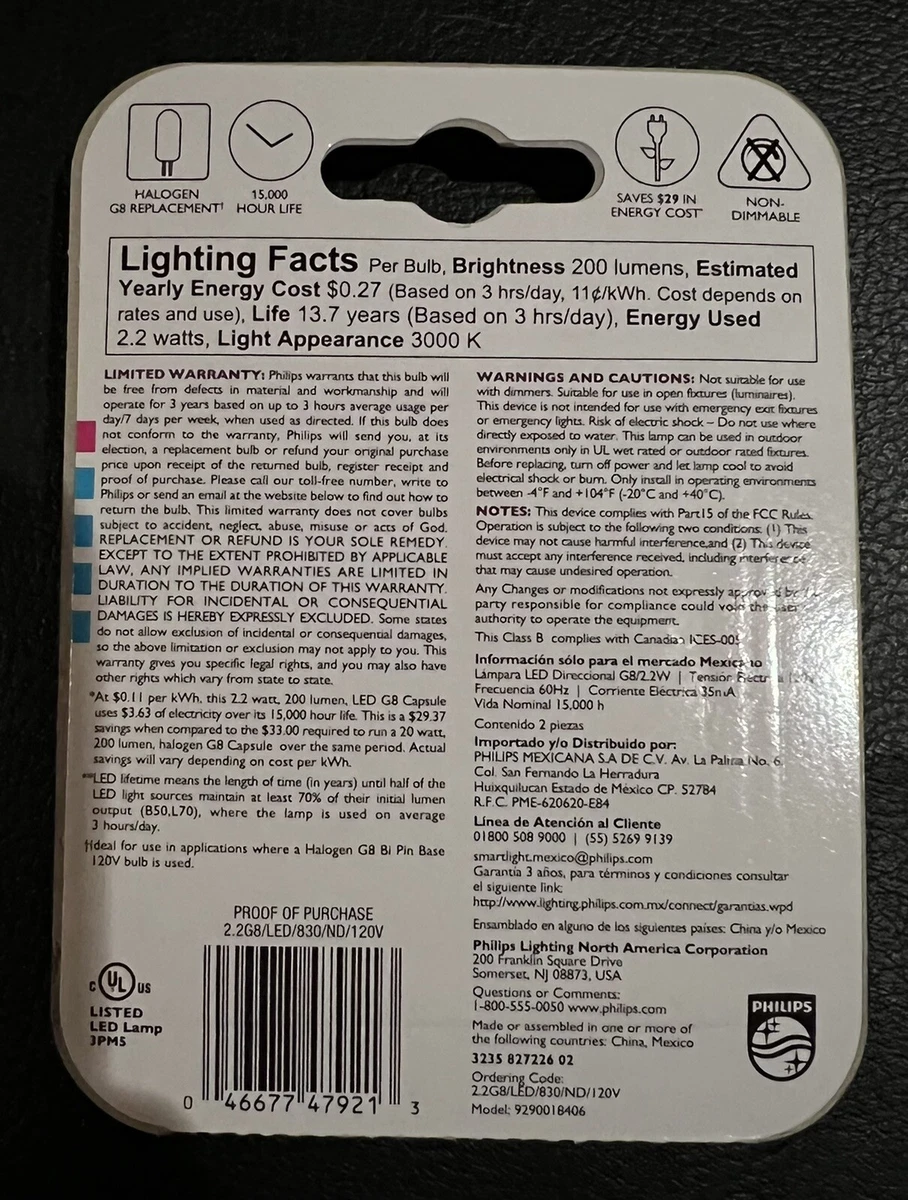 HALOGEN
G8 REPLACEMENT†
15,000
HOUR LIFE
SAVES $29 IN
ENERGY COST*
NON-
DIMMABLE
Lighting Facts Per Bulb, Brightness 200 lumens, Estimated
Yearly Energy Cost $0.27 (Based on 3 hrs/day, 11¢/kWh. Cost depends on
rates and use), Life 13.7 years (Based on 3 hrs/day), Energy Used
2.2 watts, Light Appearance 3000 K
LIMITED WARRANTY: Philips warrants that this bulb will
be free from defects in material and workmanship and will
operate for 3 years based on up to 3 hours average usage per
day/7 days per week, when used as directed. If this bulb does
not conform to the warranty, Philips will send you, at its
election, a replacement bulb or refund your original purchase
price upon receipt of the returned bulb, register receipt and
proof of purchase. Please call our toll-free number, write to
Philips or send an email at the website below to find out how to
return the bulb. This limited warranty does not cover bulbs
subject to accident, neglect, abuse, misuse or acts of God.
REPLACEMENT OR REFUND IS YOUR SOLE REMEDY.
EXCEPT TO THE EXTENT PROHIBITED BY APPLICABLE
LAW, ANY IMPLIED WARRANTIES ARE LIMITED IN
DURATION TO THE DURATION OF THIS WARRANTY.
LIABILITY FOR INCIDENTAL OR CONSEQUENTIAL
DAMAGES IS HEREBY EXPRESSLY EXCLUDED. Some states
do not allow exclusion of incidental or consequential damages,
so the above limitation or exclusion may not apply to you. This
warranty gives you specific legal rights, and you may also have
other rights which vary from state to state.
*At $0.11 per kWh, this 2.2 watt, 200 lumen, LED G8 Capsule
uses $3.63 of electricity over its 15,000 hour life. This is a $29.37
savings when compared to the $33.00 required to run a 20 watt,
200 lumen, halogen G8 Capsule over the same period. Actual
savings will vary depending on cost per kWh.
**LED lifetime means the length of time (in years) until half of the
LED light sources maintain at least 70% of their initial lumen
output (B50,L70), where the lamp is used on average
3 hours/day.
†Ideal for use in applications where a Halogen G8 Bi Pin Base
120V bulb is used.
PROOF OF PURCHASE
2.2G8/LED/830/ND/120V
C UL US
LISTED
LED Lamp
3PM5
0 46677 47921 3
WARNINGS AND CAUTIONS: Not suitable for use
with dimmers. Suitable for use in open fixtures (luminaires).
This device is not intended for use with emergency exit fixtures
or emergency lights. Risk of electric shock – Do not use where
directly exposed to water. This lamp can be used in outdoor
environments only in UL wet rated or outdoor rated fixtures.
Before replacing, turn off power and let lamp cool to avoid
electrical shock or burn. Only install in operating environments
between -4°F and +104°F (-20°C and +40°C).
NOTES: This device complies with Part15 of the FCC Rules.
Operation is subject to the following two conditions: (1) This
device may not cause harmful interference,and (2) This device
must accept any interference received, including interference
that may cause undesired operation.
Any Changes or modifications not expressly approved by
party responsible for compliance could void the user
authority to operate the equipment.
This Class B complies with Canadian ICES-005
Información sólo para el mercado Mexicano
Lámpara LED Direccional G8/2.2W | Tensión
Frecuencia 60Hz | Corriente Eléctrica 35mA
Vida Nominal 15,000 h
Contenido 2 piezas
Importado y/o Distribuido por:
PHILIPS MEXICANA S.A DE C.V. Av. La Palma No. 6
Col. San Fernando La Herradura
Huixquilucan Estado de México CP. 52784
R.F.C. PME-620620-E84
Línea de Atención al Cliente
01800 508 9000 | (55) 5269 9139
smartlight.mexico@philips.com
Garantía 3 años, para términos y condiciones consultar
el siguiente link:
http://www.lighting.philips.com.mx/connect/garantias.wpd
Ensamblado en alguno de los siguientes países: China y/o Mexico
Philips Lighting North America Corporation
200 Franklin Square Drive
Somerset, NJ 08873, USA
Questions or Comments:
1-800-555-0050 www.philips.com
Made or assembled in one or more of
the following countries: China, Mexico
3235 827226 02
Ordering Code:
2.2G8/LED/830/ND/120V
Model: 9290018406
PHILIPS